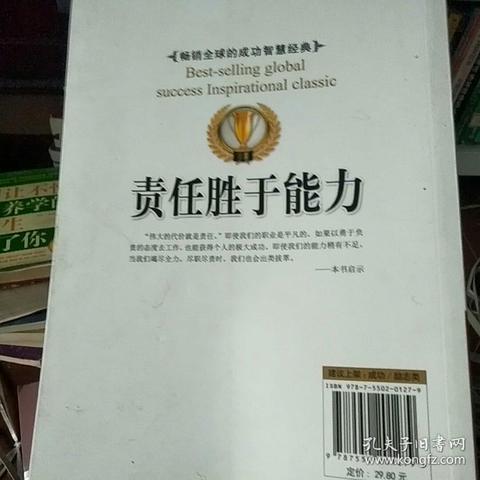 【畅销全球的成功智慧经典】
Best-selling global
success Inspirational classic
责任胜于能力
“伟大的代价就是责任。”即使我们的职业是平凡的，如果以勇于负
责的态度去工作，也能获得个人的极大成功。即使我们的能力稍有不足，
当我们竭尽全力、尽职尽责时，我们也会出类拔萃。
——本书启示
建议上架：成功/励志类
ISBN 978-7-5502-0127-9
9 787550
定价：29.80元
孔夫子旧书网
www.kongfz.com
让不懂
养学的
生
了你